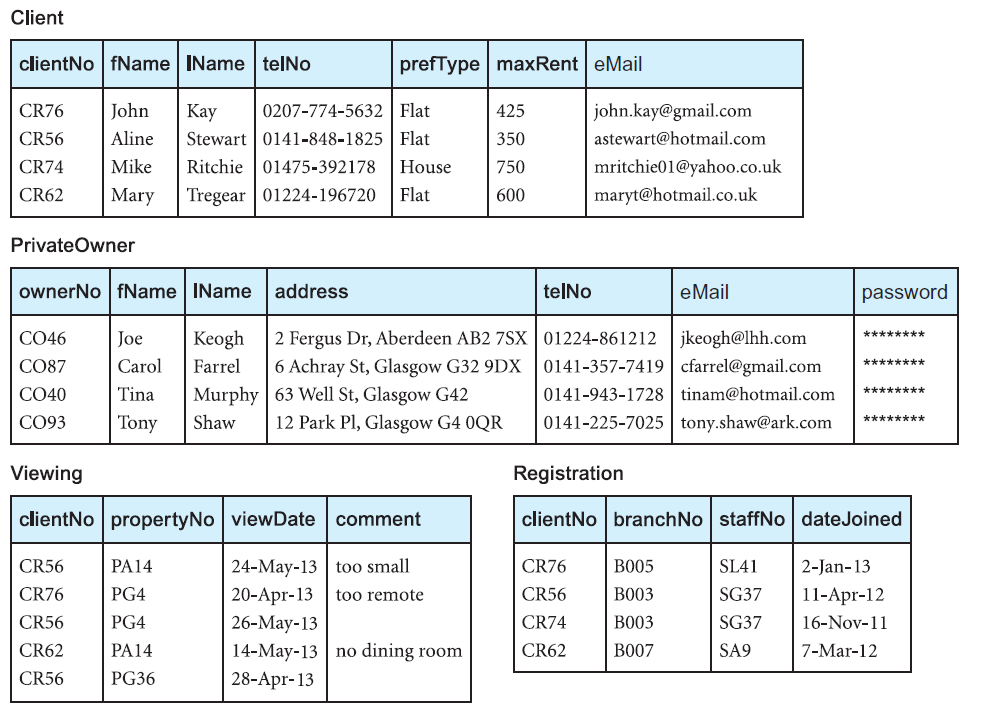 Client
clientNo fName lName telNo prefType maxRent eMail
CR76 John Kay 0207-774-5632 Flat 425 john.kay@gmail.com
CR56 Aline Stewart 0141-848-1825 Flat 350 astewart@hotmail.com
CR74 Mike Ritchie 01475-392178 House 750 mritchie01@yahoo.co.uk
CR62 Mary Tregear 01224-196720 Flat 600 maryt@hotmail.co.uk
PrivateOwner
ownerNo fName lName address telNo eMail password
CO46 Joe Keogh 2 Fergus Dr, Aberdeen AB2 7SX 01224-861212 jkeogh@lhh.com ********
CO87 Carol Farrel 6 Achray St, Glasgow G32 9DX 0141-357-7419 cfarrel@gmail.com ********
CO40 Tina Murphy 63 Well St, Glasgow G42 0141-943-1728 tinam@hotmail.com ********
CO93 Tony Shaw 12 Park Pl, Glasgow G4 0QR 0141-225-7025 tony.shaw@ark.com ********
Viewing
clientNo propertyNo viewDate comment
CR56 PA14 24-May-13 too small
CR76 PG4 20-Apr-13 too remote
CR56 PG4 26-May-13
CR62 PA14 14-May-13 no dining room
CR56 PG36 28-Apr-13
Registration
clientNo branchNo staffNo dateJoined
CR76 B005 SL41 2-Jan-13
CR56 B003 SG37 11-Apr-12
CR74 B003 SG37 16-Nov-11
CR62 B007 SA9 7-Mar-12